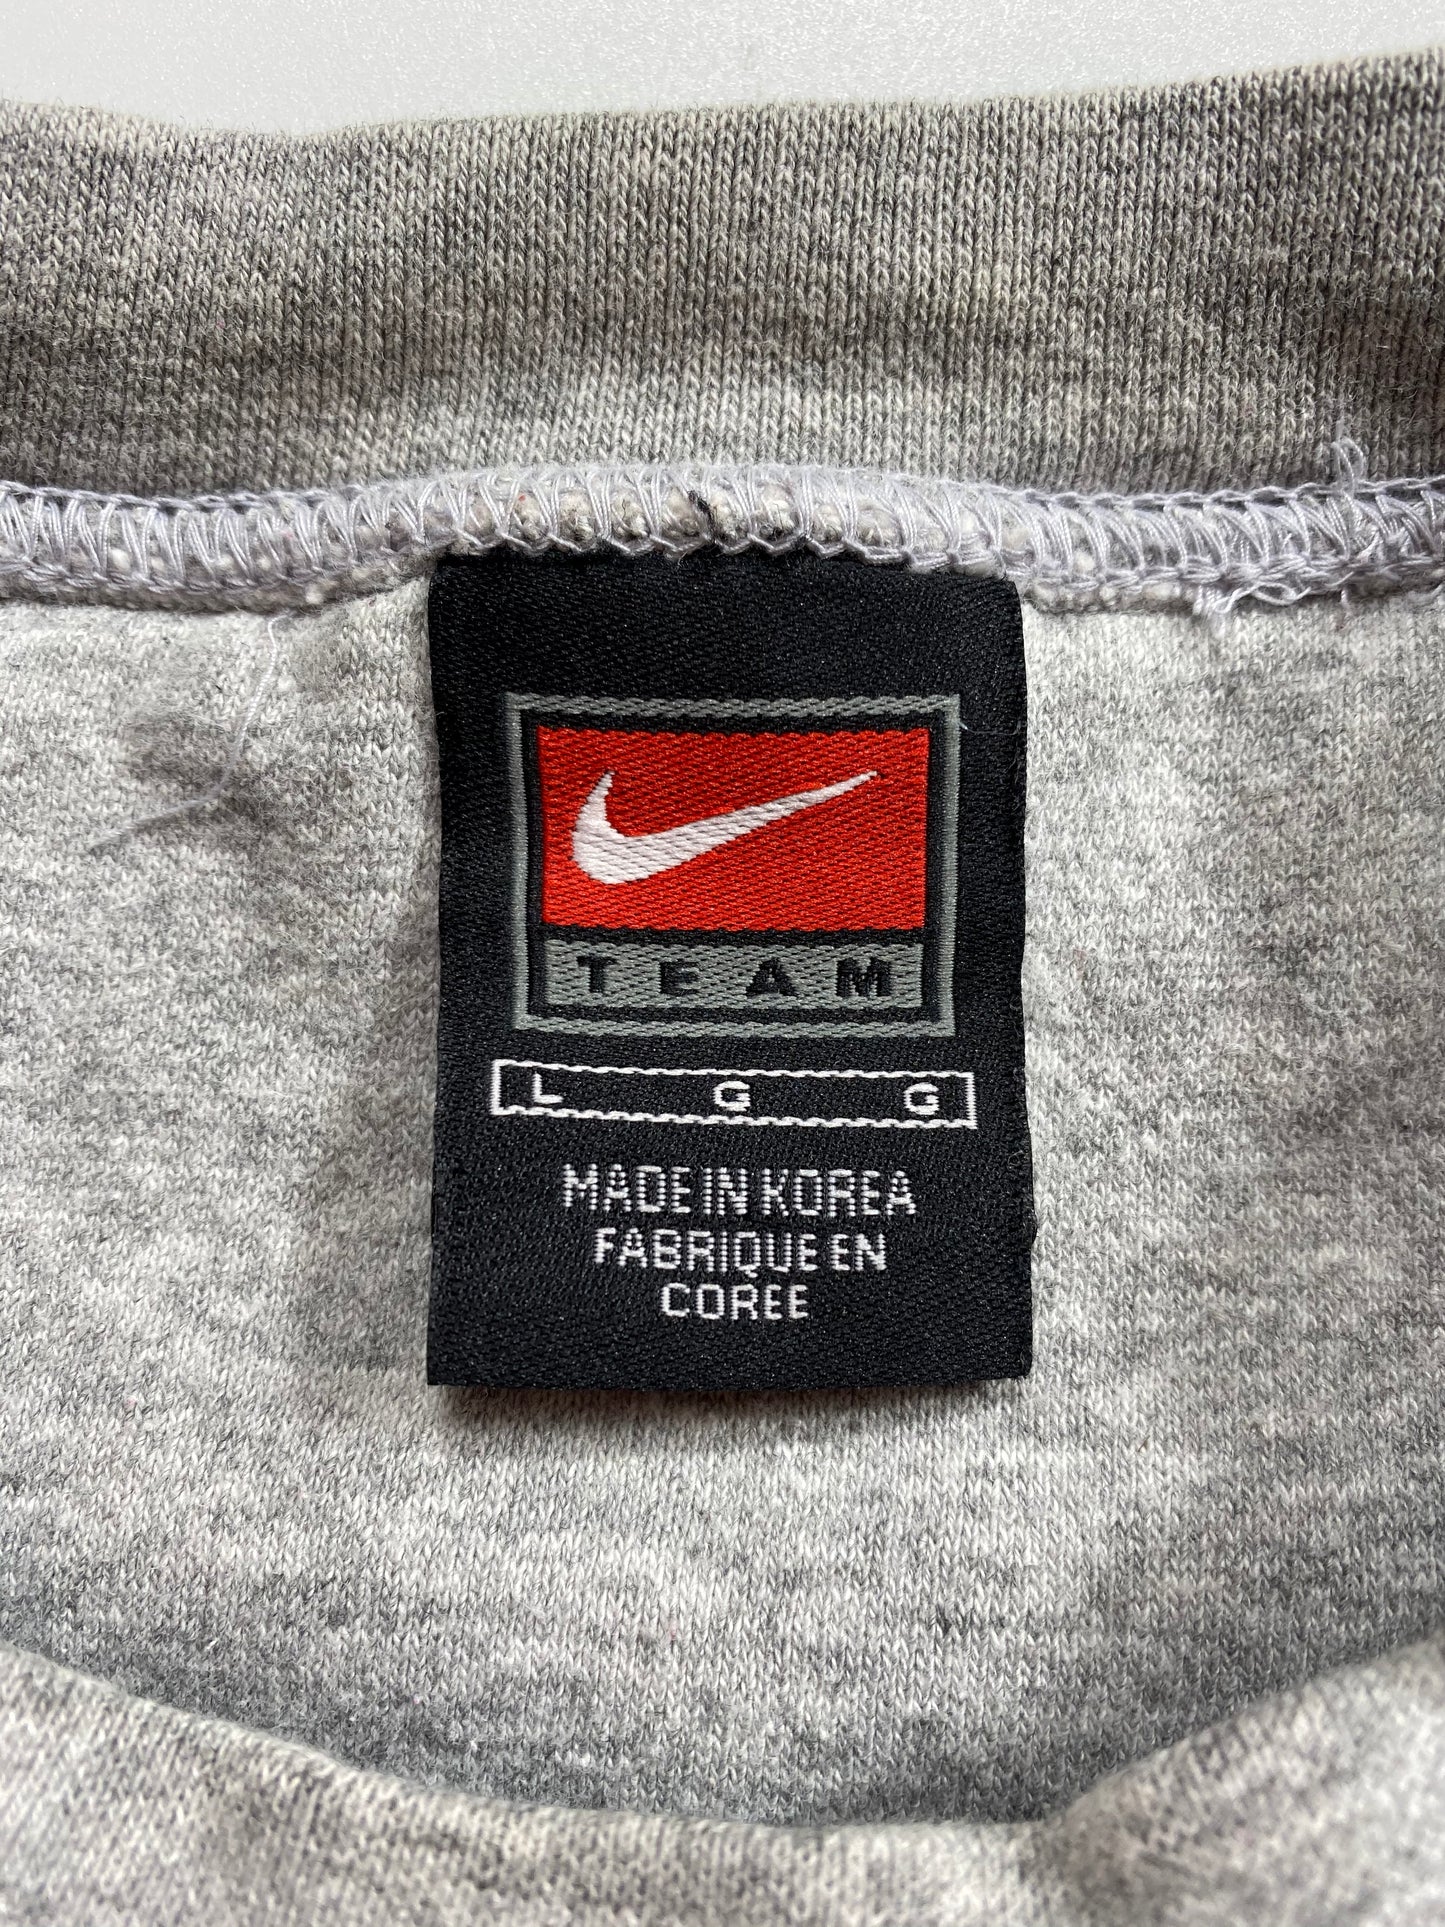 TEAM
L G G
MADE IN KOREA
FABRIQUE EN
COREE